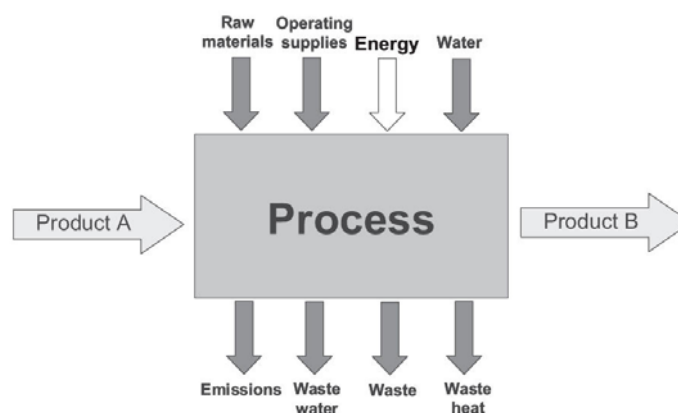 Raw materials
Operating supplies
Energy
Water
Product A
Process
Product B
Emissions
Waste water
Waste
Waste heat